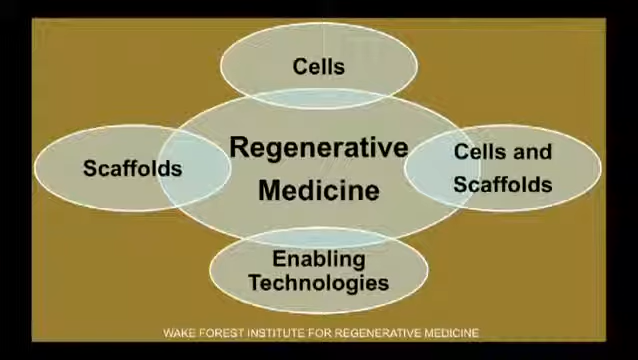 Cells
Regenerative
Medicine
Scaffolds
Cells and
Scaffolds
Enabling
Technologies
WAKE FOREST INSTITUTE FOR REGENERATIVE MEDICINE